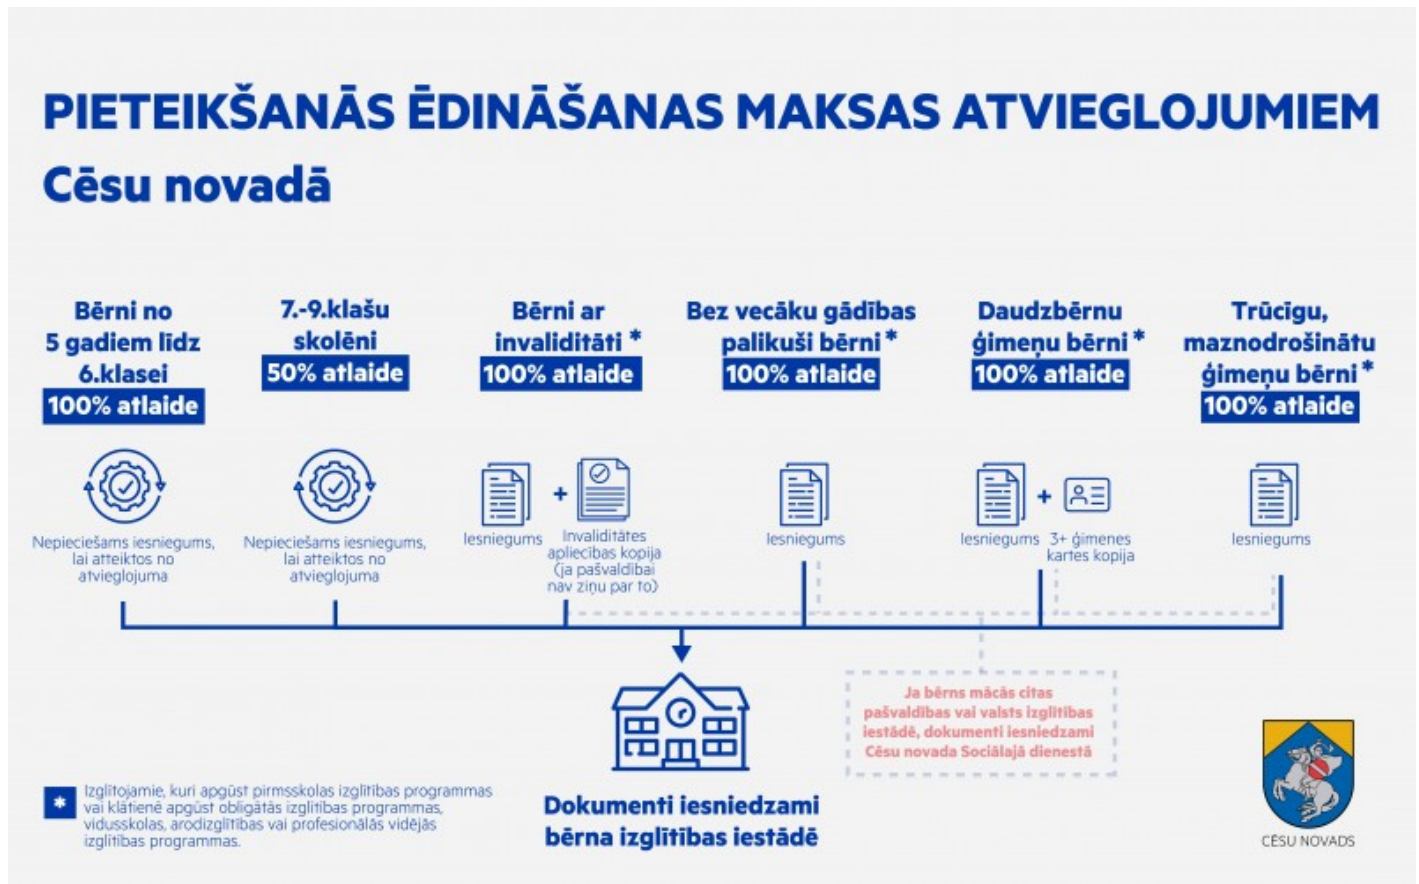 PIETEIKŠANĀS ĒDINĀŠANAS MAKSAS ATVIEGLOJUMIEM
Cēsu novadā
Bērni no
5 gadiem līdz
6.klasei
100% atlaide
7.-9.klašu
skolēni
50% atlaide
Bērni ar
invaliditāti *
100% atlaide
Bez vecāku gādības
palikuši bērni *
100% atlaide
Daudzbērnu
ģimeņu bērni *
100% atlaide
Trūcīgu,
maznodrošinātu
ģimeņu bērni *
100% atlaide
Nepieciešams iesniegums,
lai atteiktos no
atvieglojuma
Nepieciešams iesniegums,
lai atteiktos no
atvieglojuma
Iesniegums
+
Invaliditātes
apliecības kopija
(ja pašvaldībai
nav ziņu par to)
Iesniegums
Iesniegums
+
3+ ģimenes
kartes kopija
Iesniegums
Ja bērns mācās citas
pašvaldības vai valsts izglītības
iestādē, dokumenti iesniedzami
Cēsu novada Sociālajā dienestā
Dokumenti iesniedzami
bērna izglītības iestādē
* Izglītojamie, kuri apgūst pirmsskolas izglītības programmas
vai klātienē apgūst obligātās izglītības programmas,
vidusskolas, arodizglītības vai profesionālās vidējās
izglītības programmas.
CĒSU NOVADS